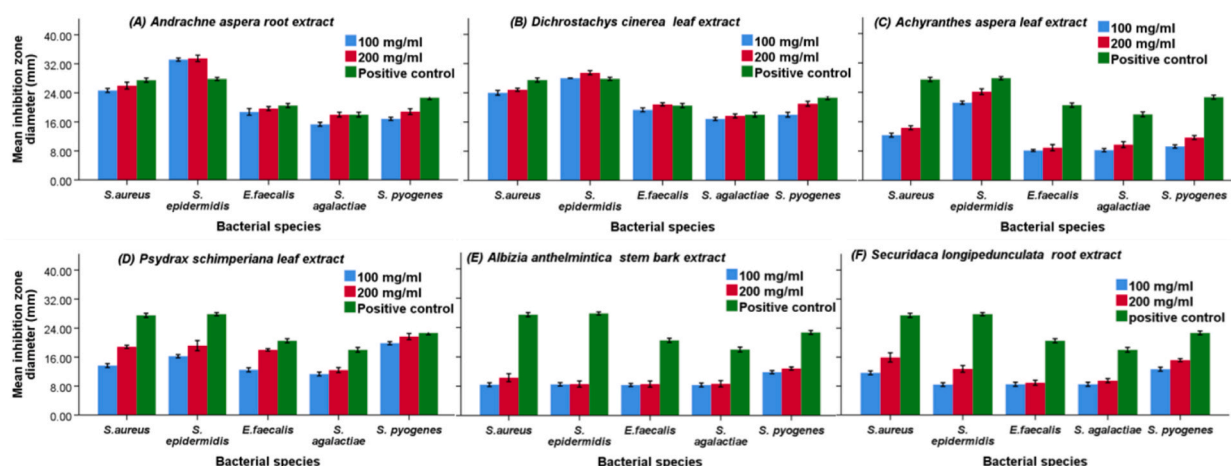 (A) Andrachne aspera root extract
100 mg/ml
200 mg/ml
Positive control
Mean inhibition zone
diameter (mm)
40.00
32.00
24.00
16.00
8.00
0.00
S.aureus
S.
epidermidis
E.faecalis
S.
agalactiae
S. pyogenes
Bacterial species
(B) Dichrostachys cinerea leaf extract
100 mg/ml
200 mg/ml
Positive control
S.aureus
S.
epidermidis
E.faecalis
S. agalactiae
S. pyogenes
Bacterial species
(C) Achyranthes aspera leaf extract
100 mg/ml
200 mg/ml
Positive control
S.aureus
S.
epidermidis
E.faecalis
S.
agalactiae
S. pyogenes
Bacterial species
(D) Psydrax schimperiana leaf extract
100 mg/ml
200 mg/ml
Positive control
Mean inhibition zone
diameter (mm)
40.00
32.00
24.00
16.00
8.00
0.00
S.aureus
S.
epidermidis
E.faecalis
S.
agalactiae
S. pyogenes
Bacterial species
(E) Albizia anthelmintica stem bark extract
100 mg/ml
200 mg/ml
Positive control
S.aureus
S.
epidermidis
E.faecalis
S.
agalactiae
S. pyogenes
Bacterial species
(F) Securidaca longipedunculata root extract
100 mg/ml
200 mg/ml
positive control
S.aureus
S.
epidermidis
E.faecalis
S. agalactiae
S. pyogenes
Bacterial species